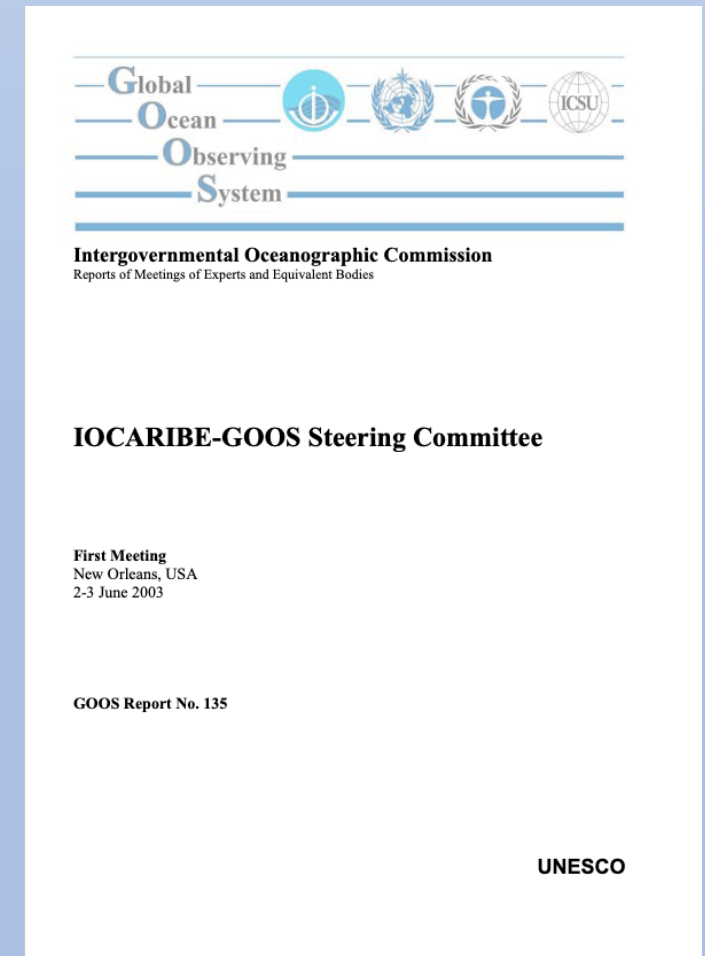 Global
Ocean
Observing
System
ICSU
Intergovernmental Oceanographic Commission
Reports of Meetings of Experts and Equivalent Bodies
IOCARIBE-GOOS Steering Committee
First Meeting
New Orleans, USA
2-3 June 2003
GOOS Report No. 135
UNESCO